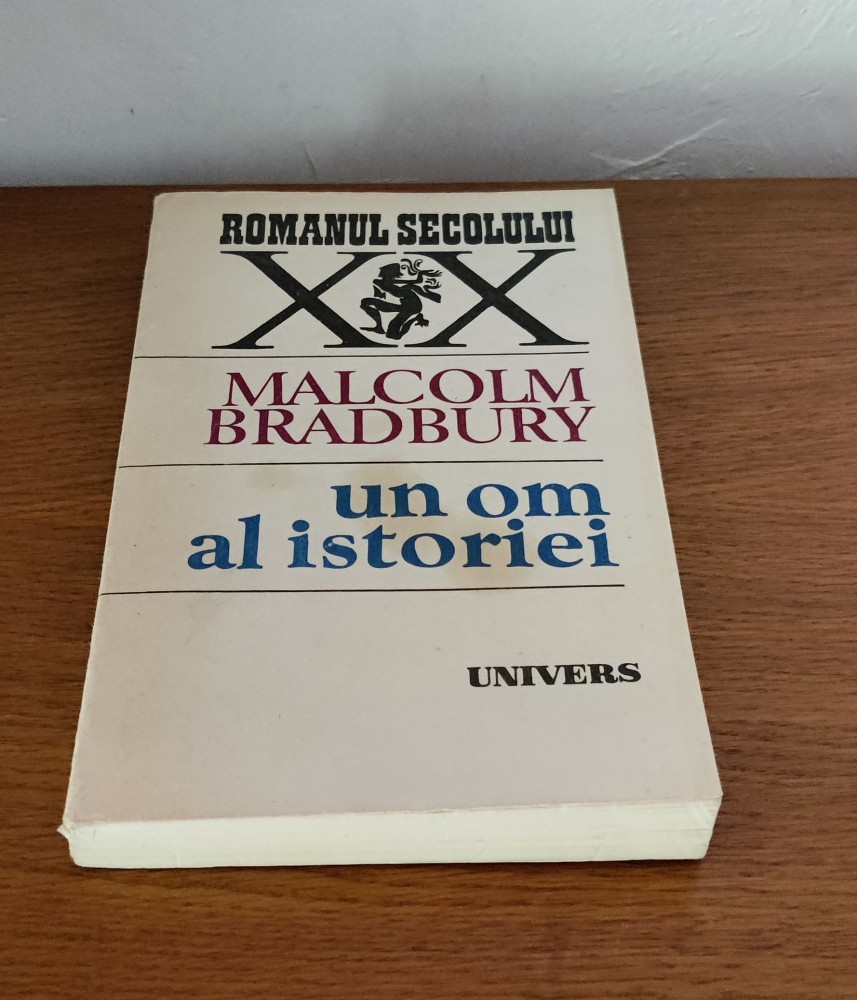 ROMANUL SECOLULUI
XX
MALCOLM
BRADBURY
un om
al istoriei
UNIVERS